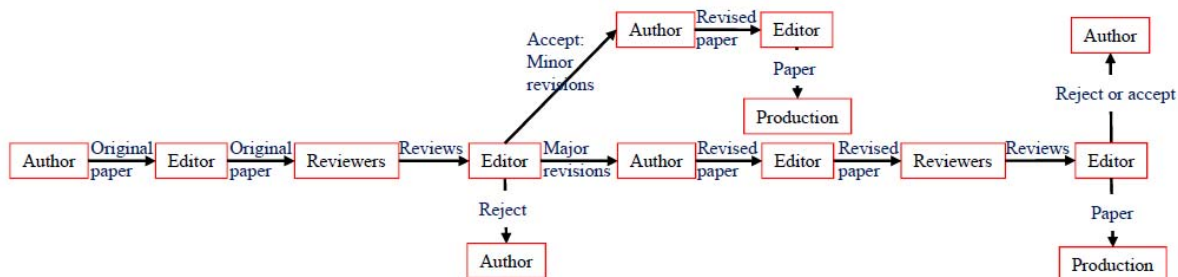 Author
Revised
paper
Editor
Author
Accept:
Minor
revisions
Paper
Reject or accept
Production
Author
Original
paper
Editor
Original
paper
Reviewers
Reviews
Editor
Major
revisions
Author
Revised
paper
Editor
Revised
paper
Reviewers
Reviews
Editor
Reject
Paper
Author
Production